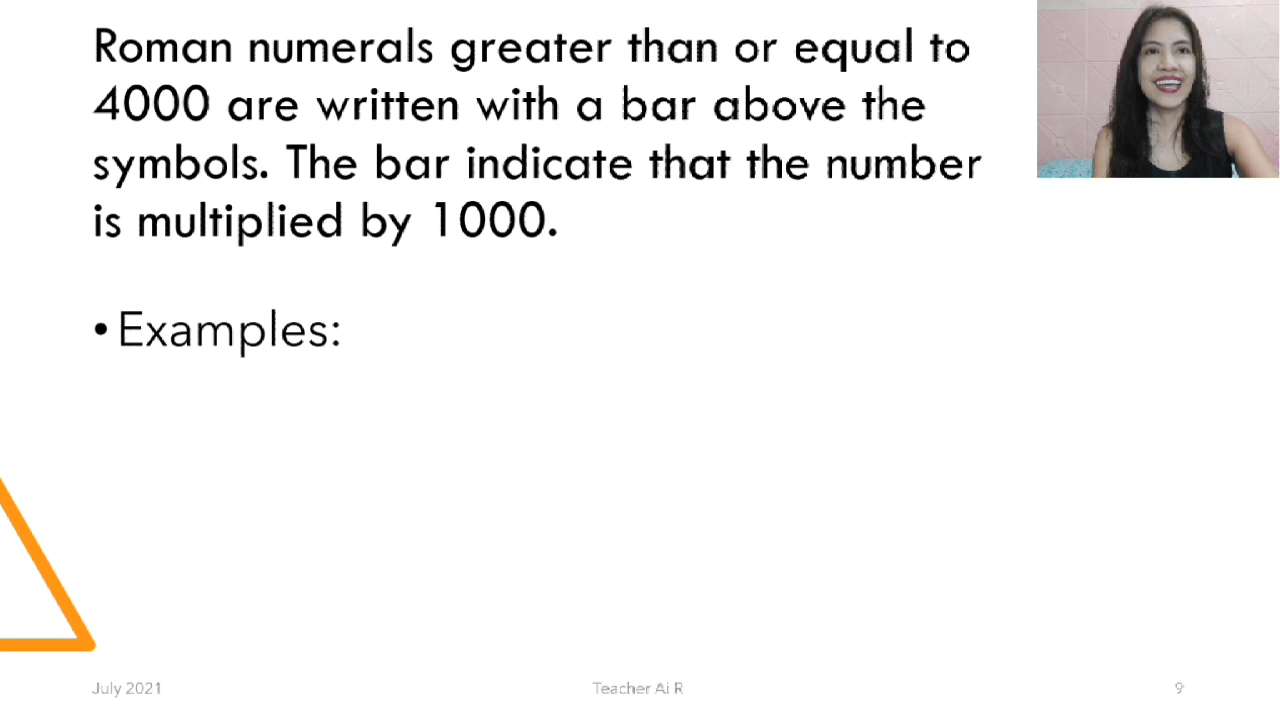 Roman numerals greater than or equal to
4000 are written with a bar above the
symbols. The bar indicate that the number
is multiplied by 1000.
• Examples:
July 2021
Teacher Ai R
9